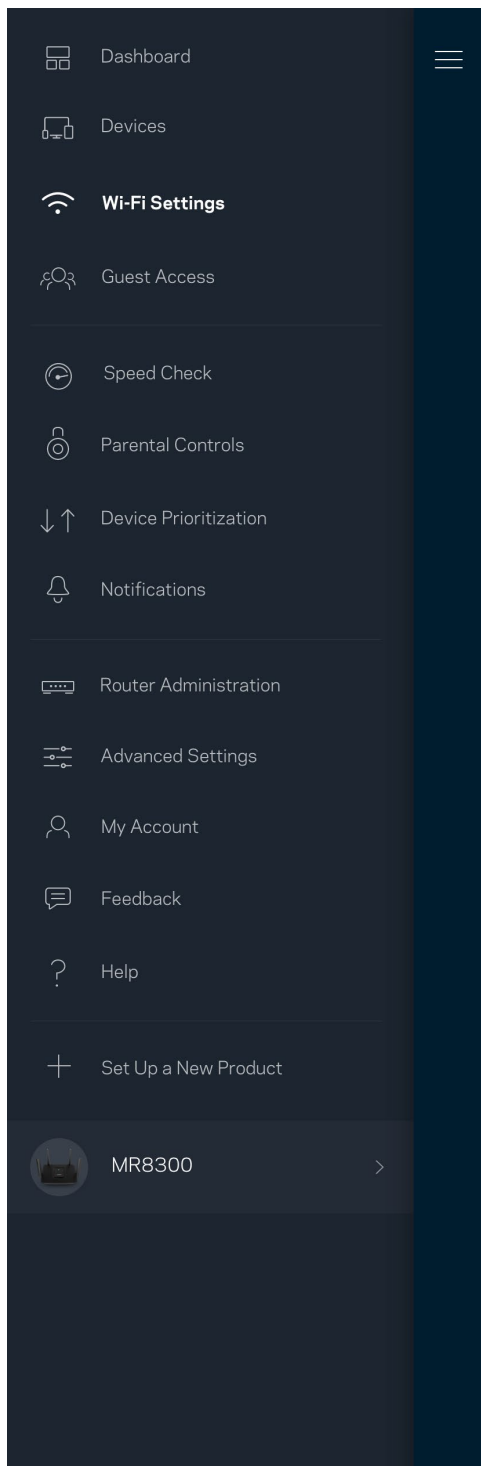 Dashboard
Devices
Wi-Fi Settings
Guest Access
Speed Check
Parental Controls
Device Prioritization
Notifications
Router Administration
Advanced Settings
My Account
Feedback
Help
Set Up a New Product
MR8300